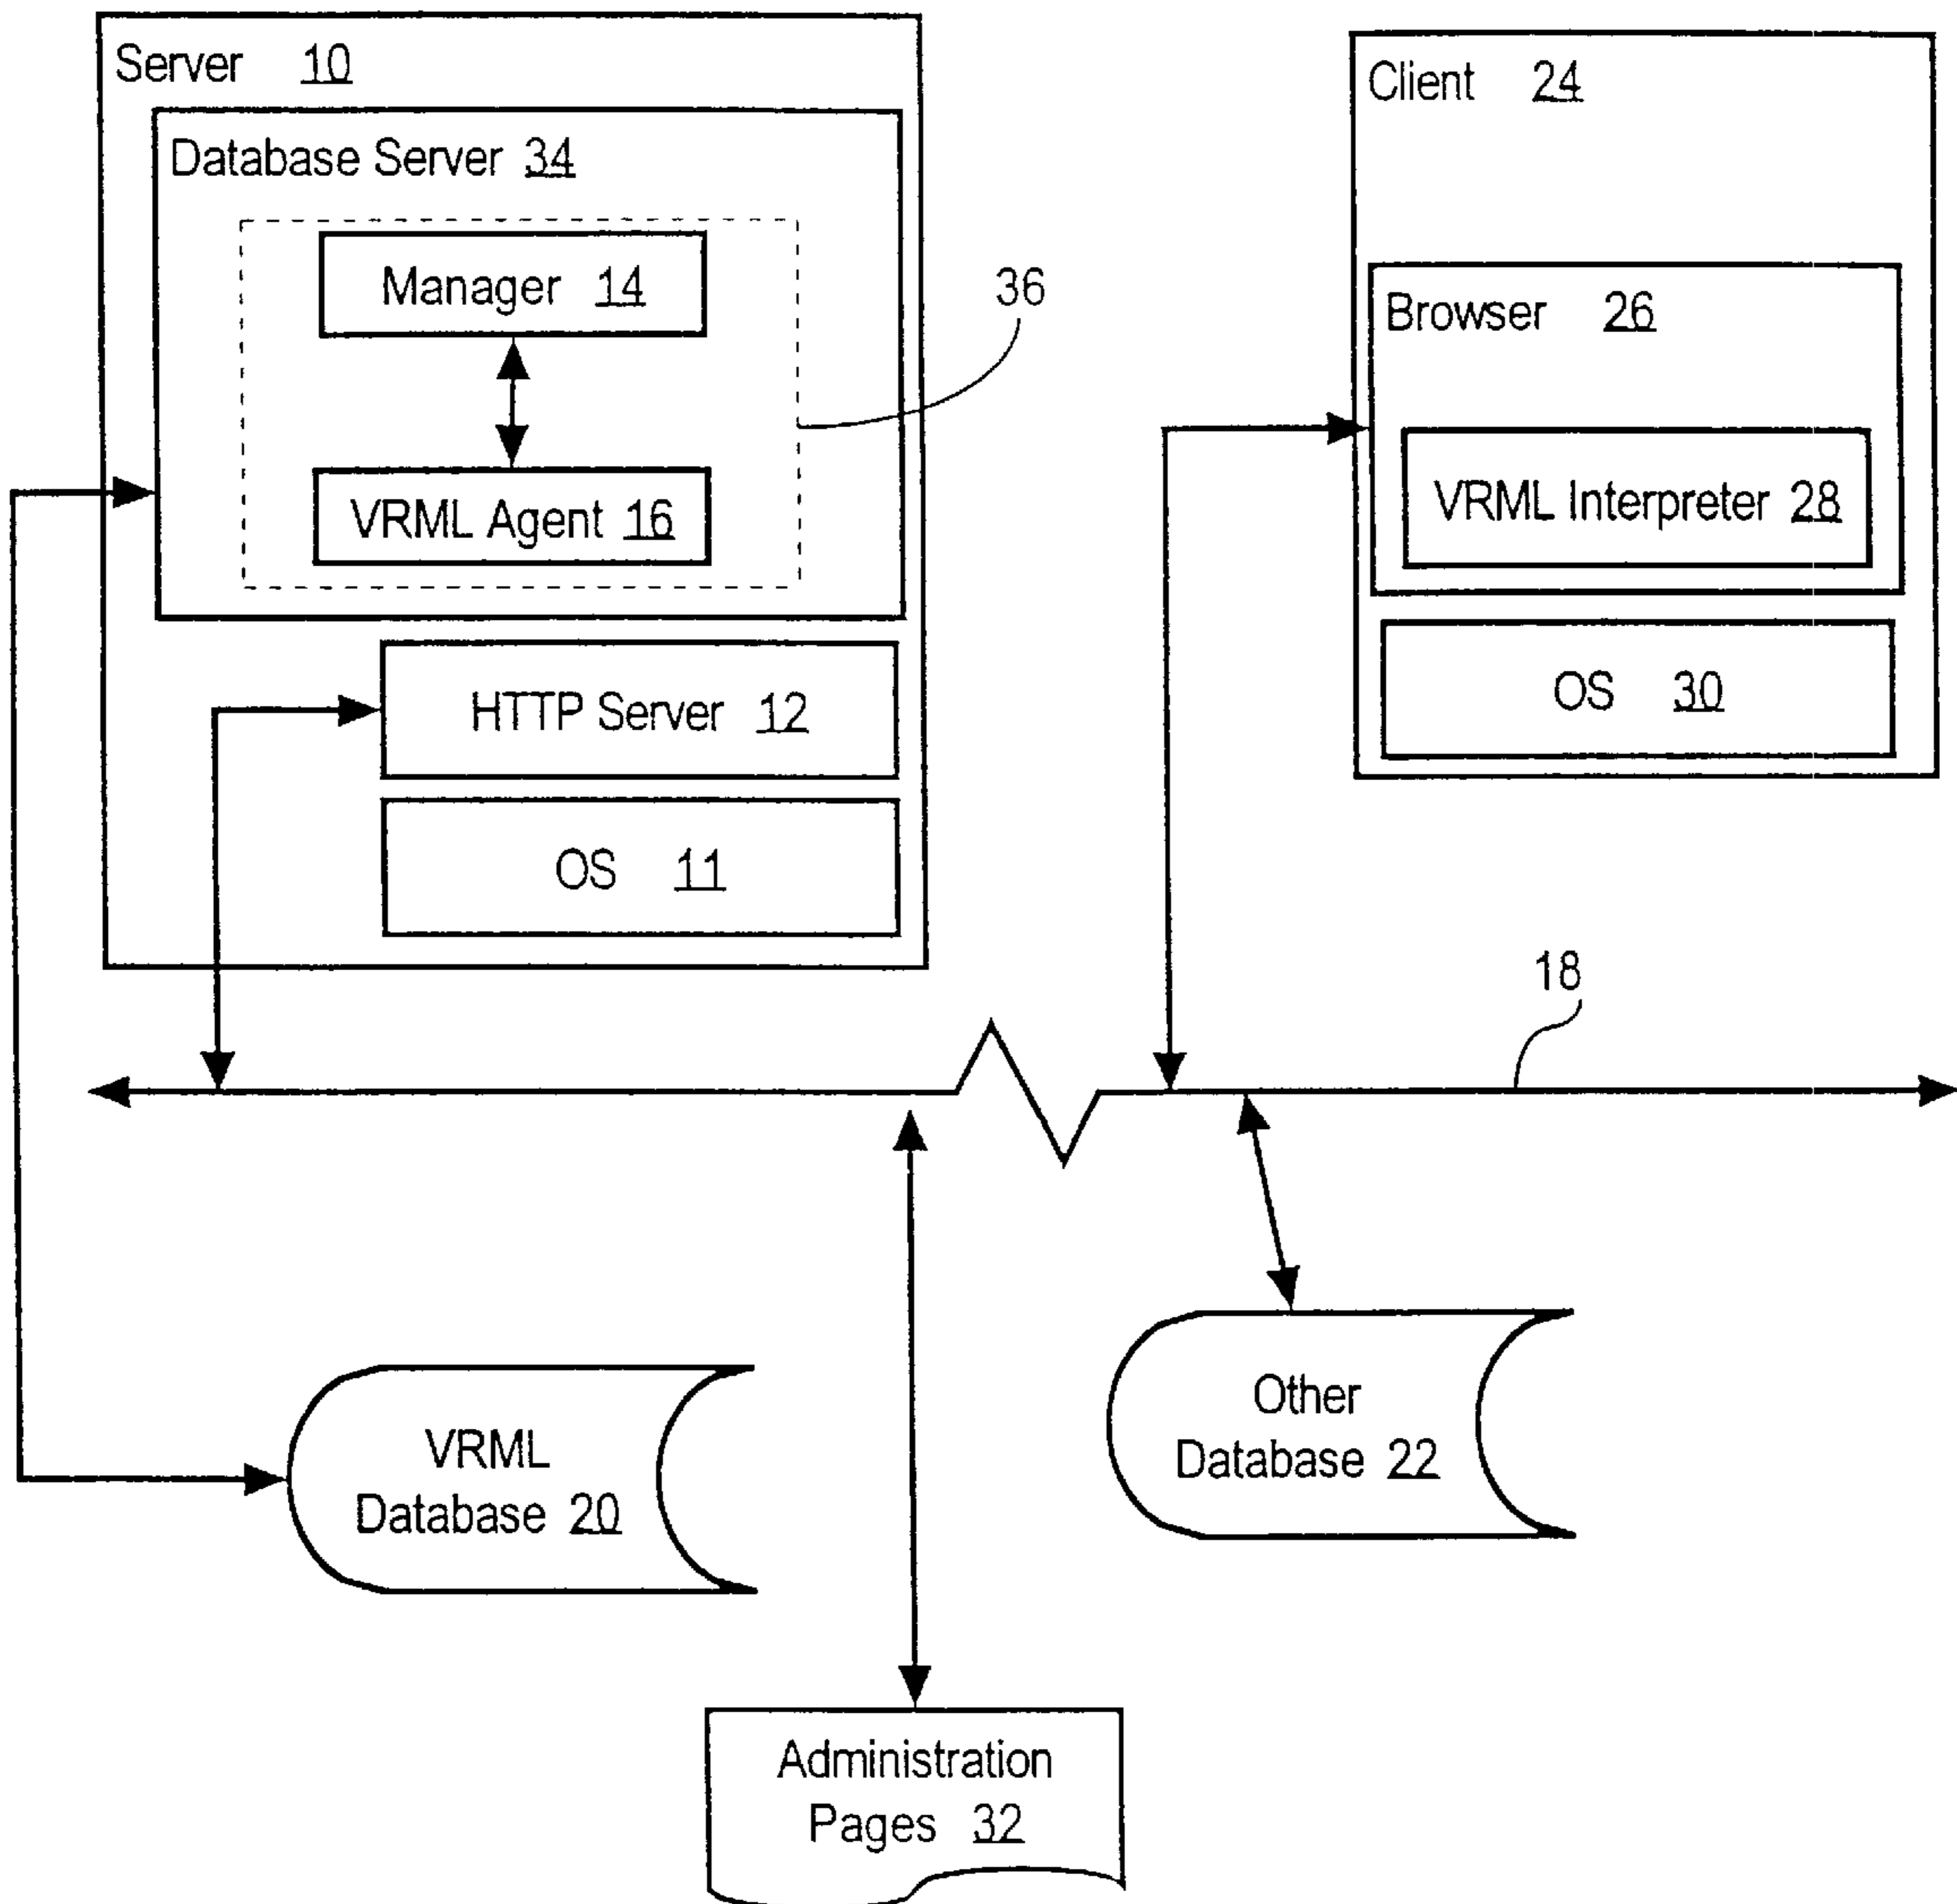 Server 10
Database Server 34
Manager 14
VRML Agent 16
36
HTTP Server 12
OS 11
Client 24
Browser 26
VRML Interpreter 28
OS 30
18
VRML
Database 20
Other
Database 22
Administration
Pages 32